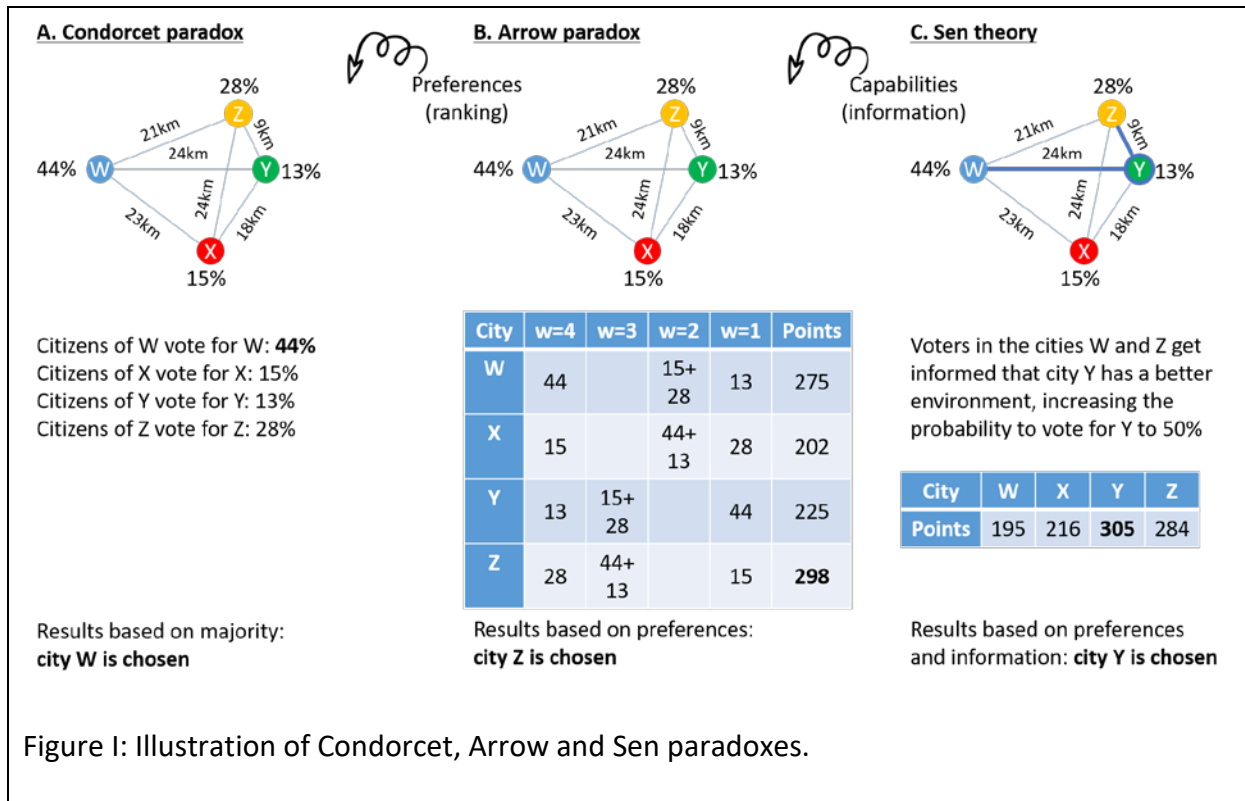 A. Condorcet paradox
28%
Z
21km
9km
24km
44%
W
Y
13%
24km
23km
18km
X
15%
Citizens of W vote for W: 44%
Citizens of X vote for X: 15%
Citizens of Y vote for Y: 13%
Citizens of Z vote for Z: 28%
Results based on majority:
city W is chosen
Preferences
(ranking)
B. Arrow paradox
28%
Z
21km
9km
24km
44%
W
Y
13%
24km
23km
18km
X
15%
City w=4 w=3 w=2 w=1 Points
W 44 15+ 13 275
28
X 15 44+ 28 202
13
Y 13 15+ 44 225
28
Z 28 44+ 15 298
13
Results based on preferences:
city Z is chosen
Capabilities
(information)
C. Sen theory
28%
Z
21km
9km
24km
44%
W
Y
13%
24km
23km
18km
X
15%
Voters in the cities W and Z get
informed that city Y has a better
environment, increasing the
probability to vote for Y to 50%
City W X Y Z
Points 195 216 305 284
Results based on preferences
and information: city Y is chosen
Figure I: Illustration of Condorcet, Arrow and Sen paradoxes.